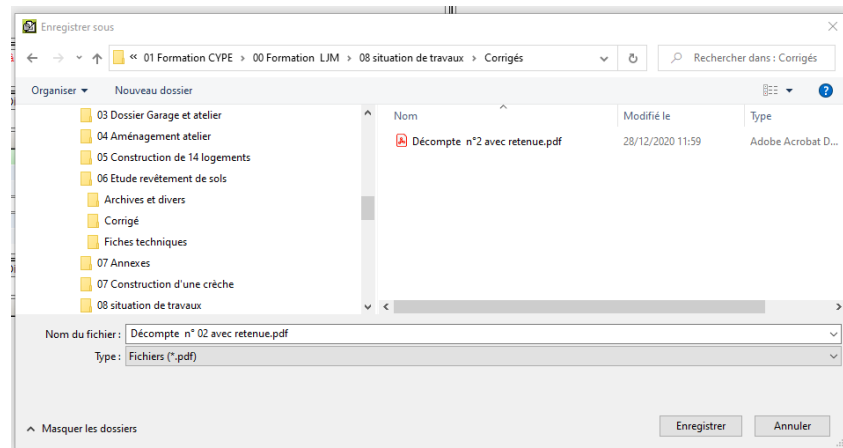 Enregistrer sous
« 01 Formation CYPE > 00 Formation LJM > 08 situation de travaux > Corrigés
Rechercher dans : Corrigés
Organiser Nouveau dossier
03 Dossier Garage et atelier
04 Aménagement atelier
05 Construction de 14 logements
06 Etude revêtement de sols
Archives et divers
Corrigé
Fiches techniques
07 Annexes
07 Construction d'une crèche
08 situation de travaux
Nom Modifié le Type
Décompte n°2 avec retenue.pdf 28/12/2020 11:59 Adobe Acrobat D...
Nom du fichier : Décompte n° 02 avec retenue.pdf
Type : Fichiers (*.pdf)
Masquer les dossiers
Enregistrer Annuler